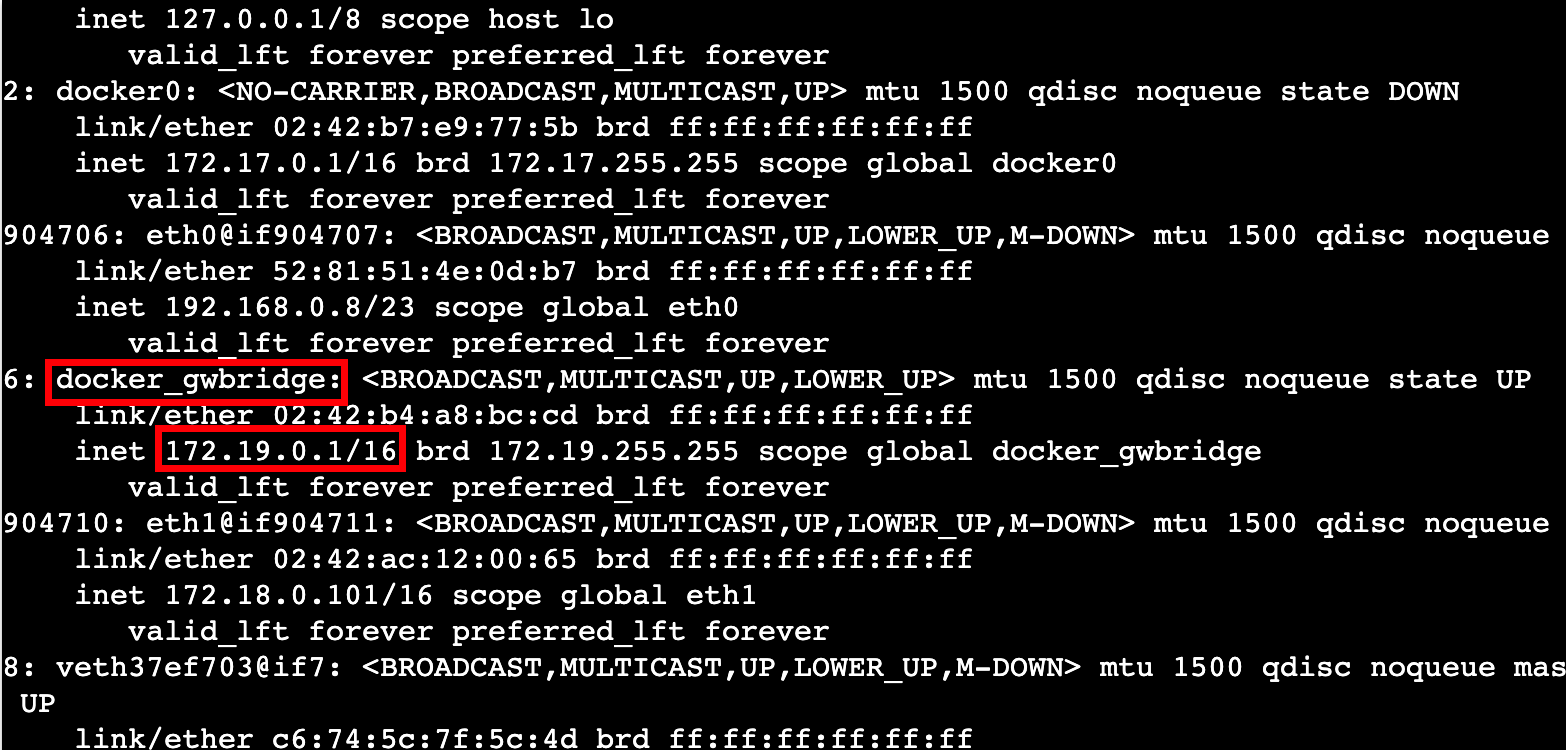 inet 127.0.0.1/8 scope host lo
valid_lft forever preferred_lft forever
2: docker0: <NO-CARRIER,BROADCAST,MULTICAST,UP> mtu 1500 qdisc noqueue state DOWN
link/ether 02:42:b7:e9:77:5b brd ff:ff:ff:ff:ff:ff
inet 172.17.0.1/16 brd 172.17.255.255 scope global docker0
valid_lft forever preferred_lft forever
904706: eth0@if904707: <BROADCAST,MULTICAST,UP,LOWER_UP,M-DOWN> mtu 1500 qdisc noqueue
link/ether 52:81:51:4e:0d:b7 brd ff:ff:ff:ff:ff:ff
inet 192.168.0.8/23 scope global eth0
valid_lft forever preferred_lft forever
6: docker_gwbridge: <BROADCAST,MULTICAST,UP,LOWER_UP> mtu 1500 qdisc noqueue state UP
link/ether 02:42:b4:a8:bc:cd brd ff:ff:ff:ff:ff:ff
inet 172.19.0.1/16 brd 172.19.255.255 scope global docker_gwbridge
valid_lft forever preferred_lft forever
904710: eth1@if904711: <BROADCAST,MULTICAST,UP,LOWER_UP,M-DOWN> mtu 1500 qdisc noqueue
link/ether 02:42:ac:12:00:65 brd ff:ff:ff:ff:ff:ff
inet 172.18.0.101/16 scope global eth1
valid_lft forever preferred_lft forever
8: veth37ef703@if7: <BROADCAST,MULTICAST,UP,LOWER_UP,M-DOWN> mtu 1500 qdisc noqueue mas
UP
link/ether c6:74:5c:7f:5c:4d brd ff:ff:ff:ff:ff:ff